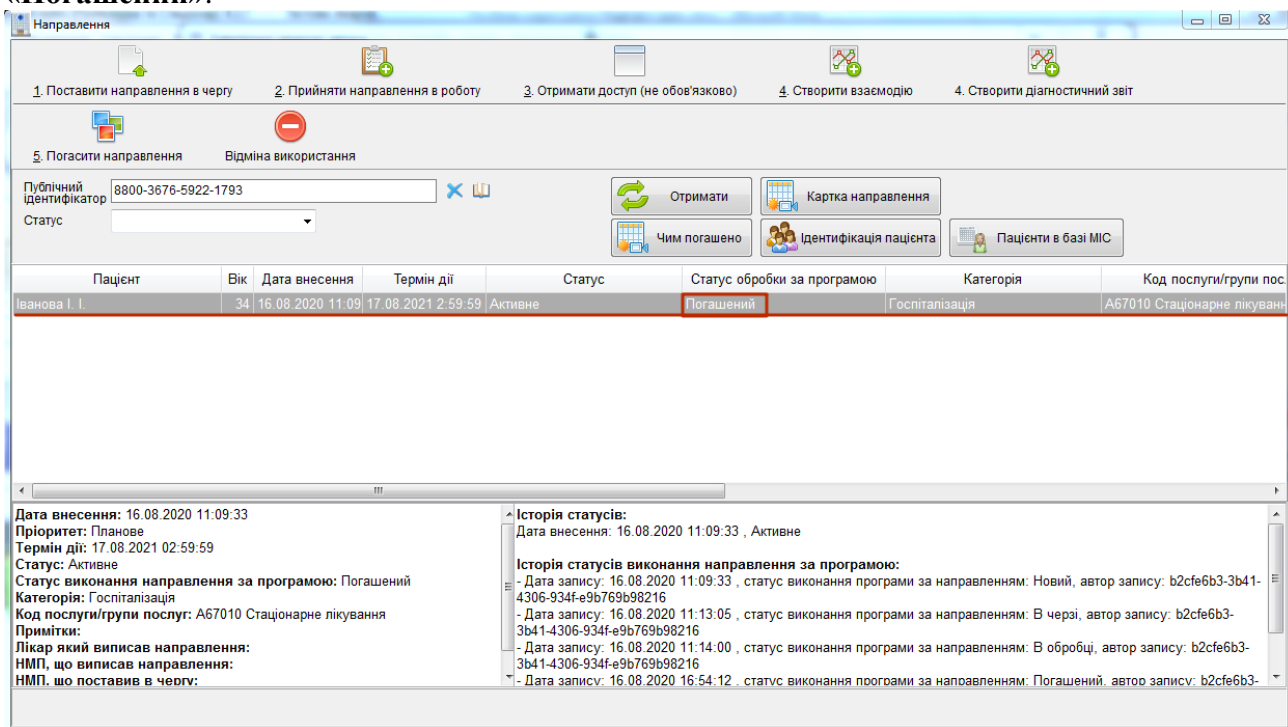 «Погашений».
Направлення
1. Поставити направлення в чергу
2. Прийняти направлення в роботу
3. Отримати доступ (не обов'язково)
4. Створити взаємодію
4. Створити діагностичний звіт
5. Погасити направлення
Відміна використання
Публічний ідентифікатор
8800-3676-5922-1793
Статус
Отримати
Картка направлення
Чим погашено
Ідентифікація пацієнта
Пацієнти в базі МІС
Пацієнт Вік Дата внесення Термін дії Статус Статус обробки за програмою Категорія Код послуги/групи пос
Іванова І. І. 34 16.08.2020 11:09 17.08.2021 2:59:59 Активне Погашений Госпіталізація А67010 Стаціонарне лікуванн
Дата внесення: 16.08.2020 11:09:33
Пріоритет: Планове
Термін дії: 17.08.2021 02:59:59
Статус: Активне
Статус виконання направлення за програмою: Погашений
Категорія: Госпіталізація
Код послуги/групи послуг: А67010 Стаціонарне лікування
Примітки:
Лікар який виписав направлення:
НМП, що виписав направлення:
НМП, що поставив в чергу:
Історія статусів:
Дата внесення: 16.08.2020 11:09:33 , Активне
Історія статусів виконання направлення за програмою:
- Дата запису: 16.08.2020 11:09:33 , статус виконання програми за направленням: Новий, автор запису: b2cfe6b3-3b41-
4306-934f-e9b769b98216
- Дата запису: 16.08.2020 11:13:05 , статус виконання програми за направленням: В черзі, автор запису: b2cfe6b3-
3b41-4306-934f-e9b769b98216
- Дата запису: 16.08.2020 11:14:00 , статус виконання програми за направленням: В обробці, автор запису: b2cfe6b3-
3b41-4306-934f-e9b769b98216
- Дата запису: 16.08.2020 16:54:12 , статус виконання програми за направленням: Погашений, автор запису: b2cfe6b3-